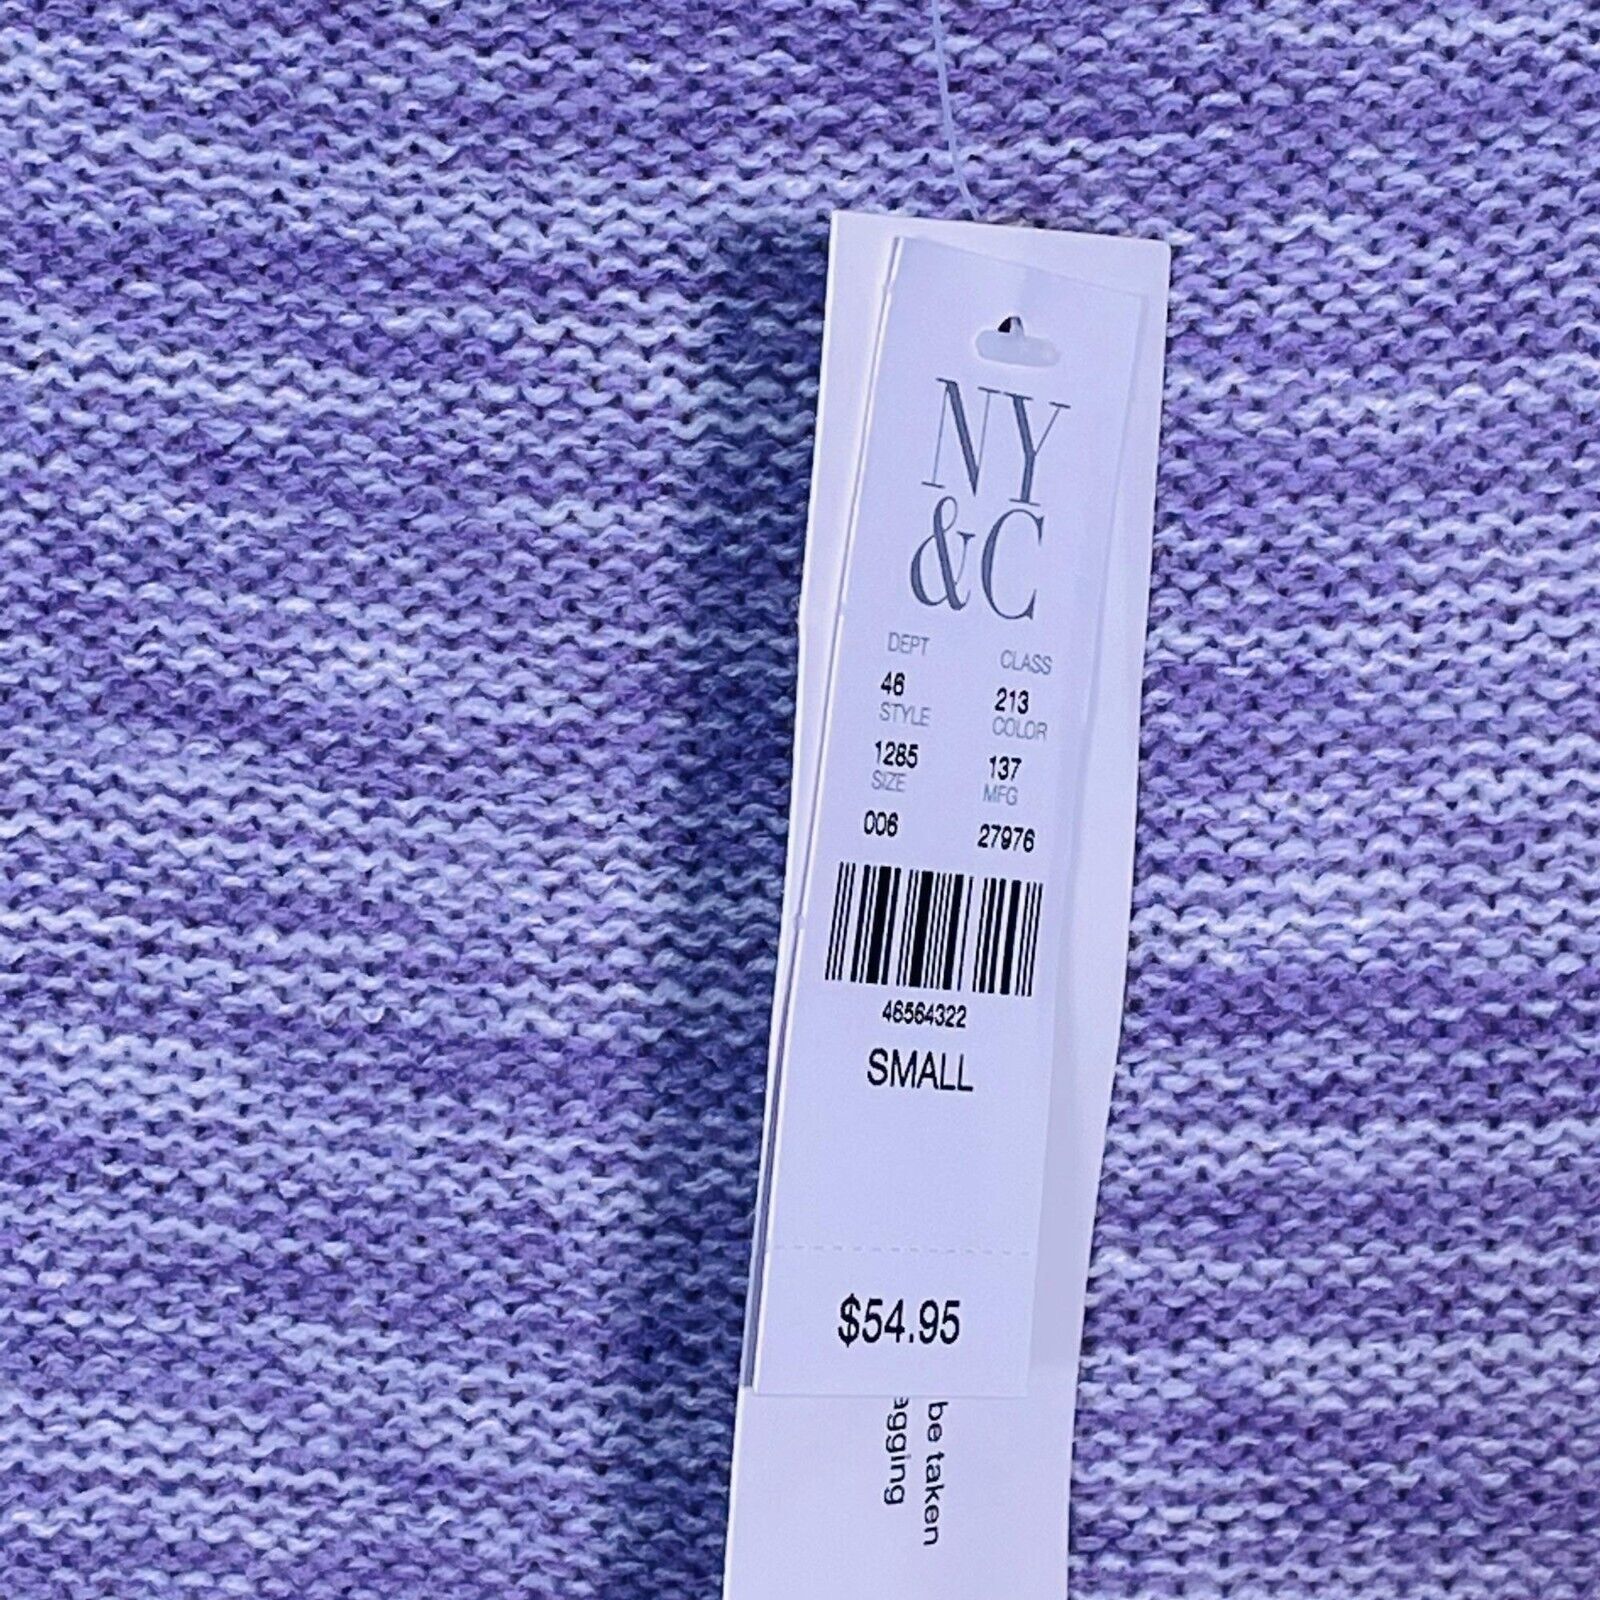 NY
&C
DEPT CLASS
46 213
STYLE COLOR
1285 137
SIZE MFG
006 27976
46564322
SMALL
$54.95
be taken
agging